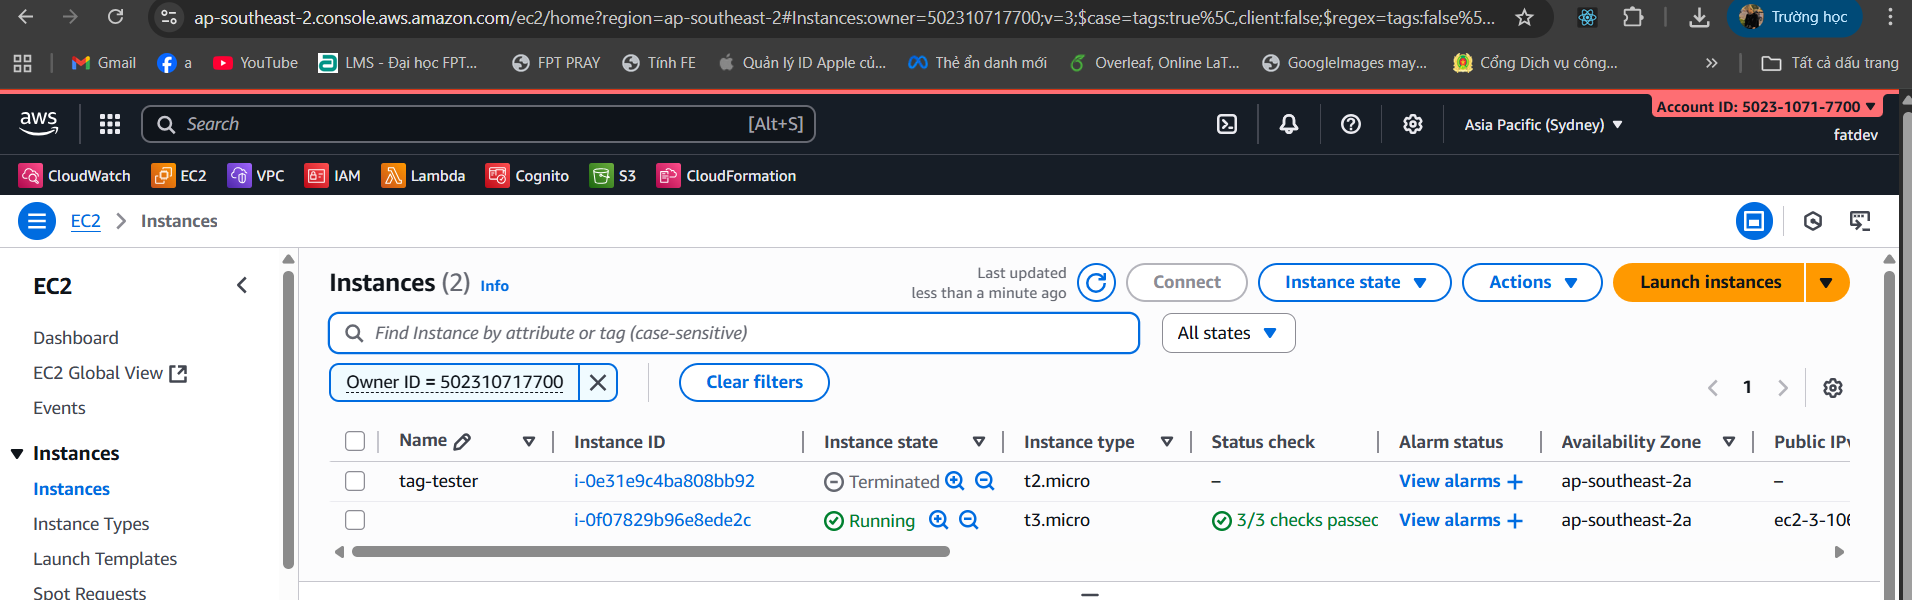 ap-southeast-2.console.aws.amazon.com/ec2/home?region=ap-southeast-2#Instances:owner=502310717700;v=3;$case=tags:true%5C,client:false;$regex=tags:false%5...
Trường học
Gmail
a
YouTube
LMS - Đại học FPT...
FPT PRAY
Tính FE
Quản lý ID Apple củ...
Thẻ ẩn danh mới
Overleaf, Online LaT...
GoogleImages may...
Cổng Dịch vụ công...
Tất cả dấu trang
aws
Search
[Alt+S]
Asia Pacific (Sydney)
Account ID: 5023-1071-7700
fatdev
CloudWatch
EC2
VPC
IAM
Lambda
Cognito
S3
CloudFormation
EC2 > Instances
EC2
Dashboard
EC2 Global View
Events
Instances
Instances
Instance Types
Launch Templates
Spot Requests
Instances (2) Info
Last updated
less than a minute ago
Connect
Instance state
Actions
Launch instances
Find Instance by attribute or tag (case-sensitive)
All states
Owner ID = 502310717700
Clear filters
1
Name Instance ID Instance state Instance type Status check Alarm status Availability Zone Public IPv
tag-tester i-0e31e9c4ba808bb92 Terminated t2.micro – View alarms + ap-southeast-2a –
i-0f07829b96e8ede2c Running t3.micro 3/3 checks passed View alarms + ap-southeast-2a ec2-3-106